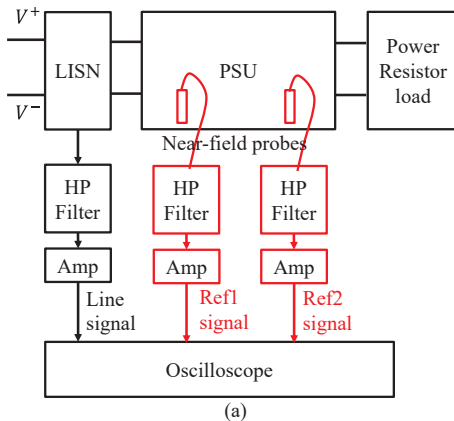 V+
LISN
PSU
Power
Resistor
load
V−
Near-field probes
HP
Filter
HP
Filter
HP
Filter
Amp
Amp
Amp
Line
signal
Ref1
signal
Ref2
signal
Oscilloscope
(a)